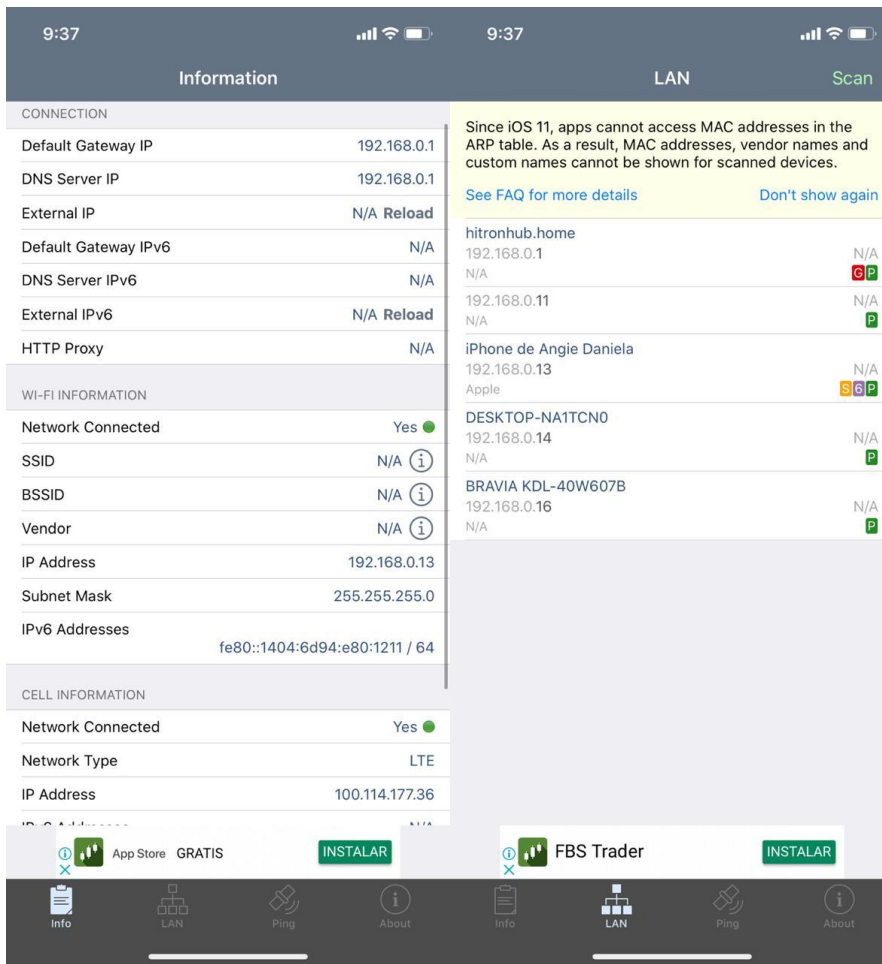 9:37
Information
CONNECTION
Default Gateway IP 192.168.0.1
DNS Server IP 192.168.0.1
External IP N/A Reload
Default Gateway IPv6 N/A
DNS Server IPv6 N/A
External IPv6 N/A Reload
HTTP Proxy N/A
WI-FI INFORMATION
Network Connected Yes
SSID N/A i
BSSID N/A i
Vendor N/A i
IP Address 192.168.0.13
Subnet Mask 255.255.255.0
IPv6 Addresses
fe80::1404:6d94:e80:1211 / 64
CELL INFORMATION
Network Connected Yes
Network Type LTE
IP Address 100.114.177.36
App Store GRATIS INSTALAR
Info LAN Ping About
9:37
LAN Scan
Since iOS 11, apps cannot access MAC addresses in the
ARP table. As a result, MAC addresses, vendor names and
custom names cannot be shown for scanned devices.
See FAQ for more details Don't show again
hitronhub.home
192.168.0.1 N/A
N/A G P
192.168.0.11 N/A
N/A P
iPhone de Angie Daniela
192.168.0.13 N/A
Apple S 6 P
DESKTOP-NA1TCN0
192.168.0.14 N/A
N/A P
BRAVIA KDL-40W607B
192.168.0.16 N/A
N/A P
FBS Trader INSTALAR
Info LAN Ping About